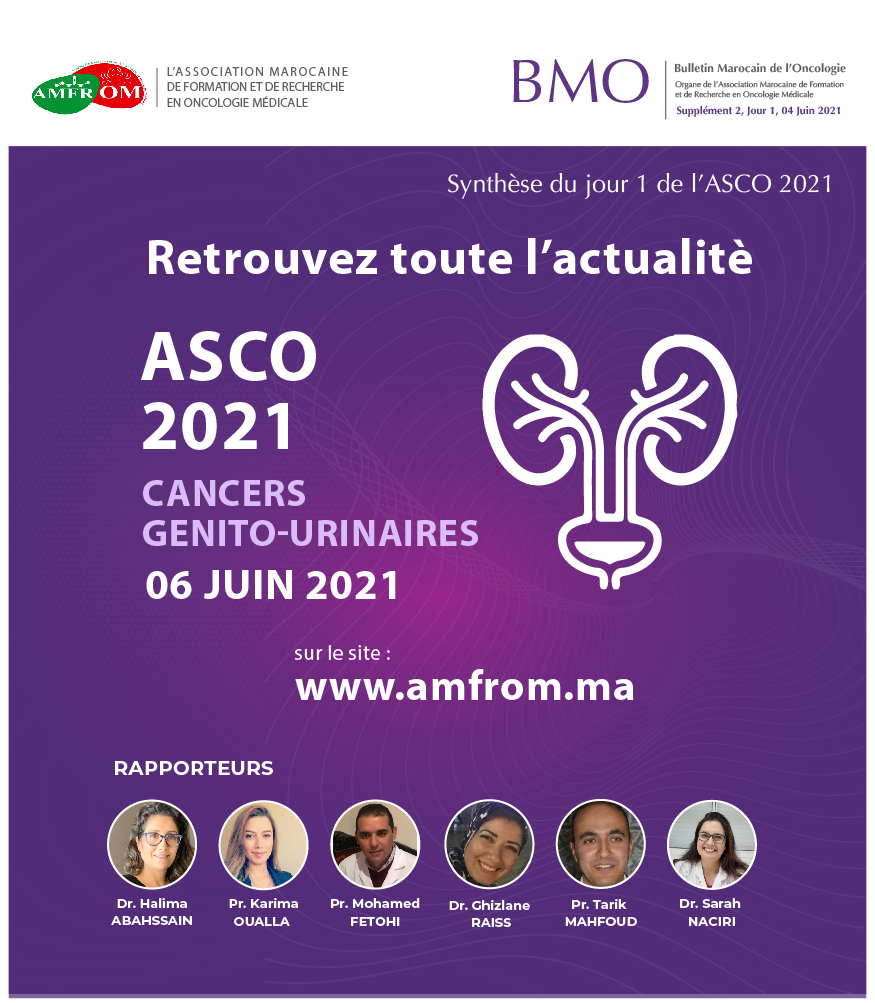 AMFROM
L'ASSOCIATION MAROCAINE
DE FORMATION ET DE RECHERCHE
EN ONCOLOGIE MÉDICALE
BMO
Bulletin Marocain de l'Oncologie
Organe de l'Association Marocaine de Formation
et de Recherche en Oncologie Médicale
Supplément 2, Jour 1, 04 Juin 2021
Synthèse du jour 1 de l'ASCO 2021
Retrouvez toute l'actualitè
ASCO
2021
CANCERS
GENITO-URINAIRES
06 JUIN 2021
sur le site :
www.amfrom.ma
RAPPORTEURS
Dr. Halima
ABAHSSAIN
Pr. Karima
OUALLA
Pr. Mohamed
FETOHI
Dr. Ghizlane
RAISS
Pr. Tarik
MAHFOUD
Dr. Sarah
NACIRI